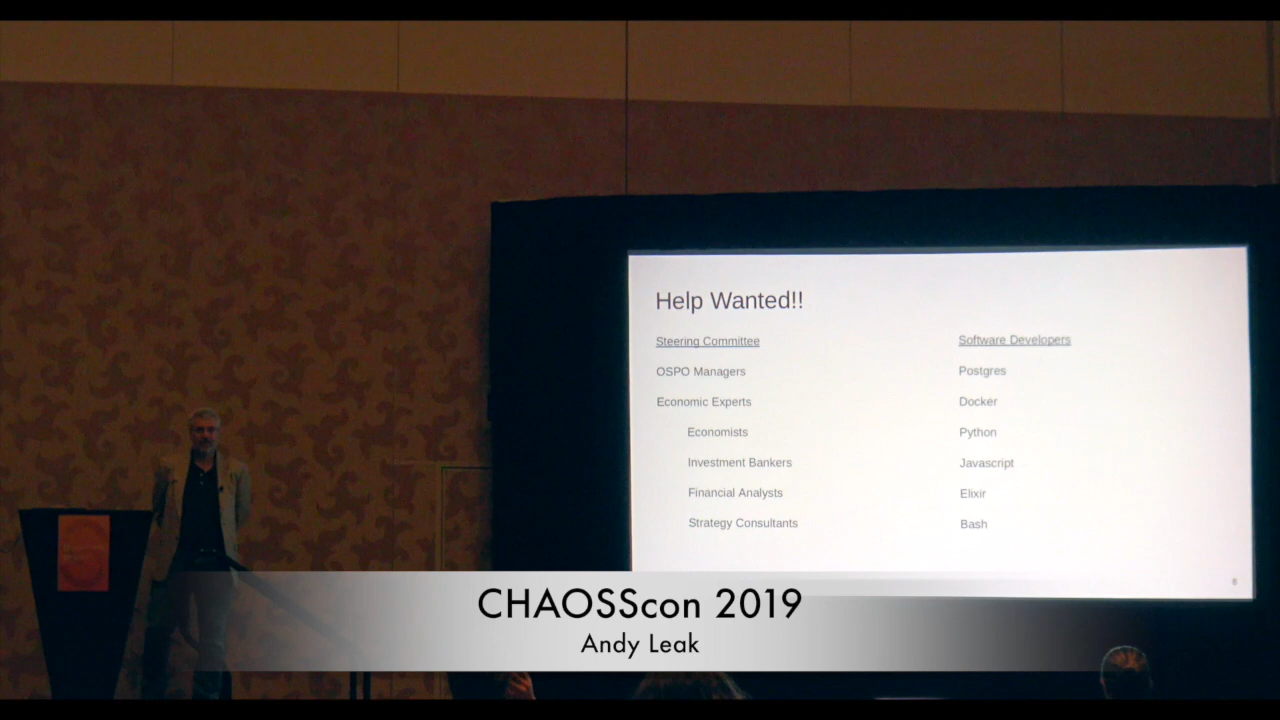 Help Wanted!!
Steering Committee
OSPO Managers
Economic Experts
Economists
Investment Bankers
Financial Analysts
Strategy Consultants
Software Developers
Postgres
Docker
Python
Javascript
Elixir
Bash
8
CHAOSScon 2019
Andy Leak